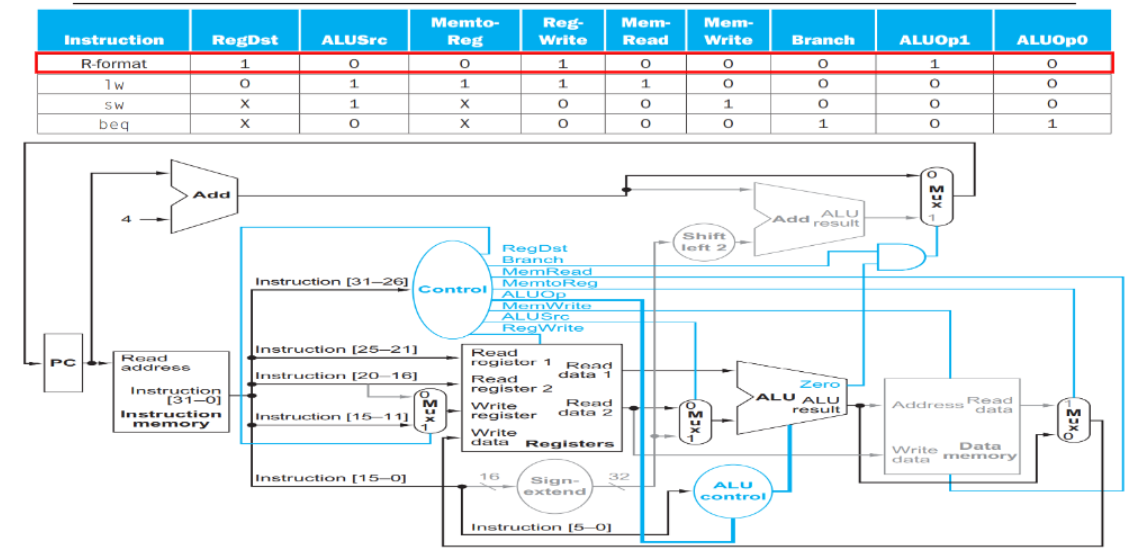 Instruction RegDst ALUSrc Memto-Reg Reg-Write Mem-Read Mem-Write Branch ALUOp1 ALUOp0
R-format 1 0 0 1 0 0 0 1 0
lw 0 1 1 1 1 0 0 0 0
sw X 1 X 0 0 1 0 0 0
beq X 0 X 0 0 0 1 0 1
Add
4
0
Mux
1
Add ALU result
Shift left 2
RegDst
Branch
MemRead
MemtoReg
ALUOp
MemWrite
ALUSrc
RegWrite
Control
Instruction [31–26]
Instruction [25–21]
Instruction [20–16]
Instruction [15–11]
Instruction [15–0]
Instruction [5–0]
PC
Read address
Instruction [31–0]
Instruction memory
0
Mux
1
Read register 1
Read register 2
Write register
Write data
Read data 1
Read data 2
Registers
16
Sign-extend
32
0
Mux
1
Zero
ALU ALU result
ALU control
Address
Read data
Write data
Data memory
1
Mux
0